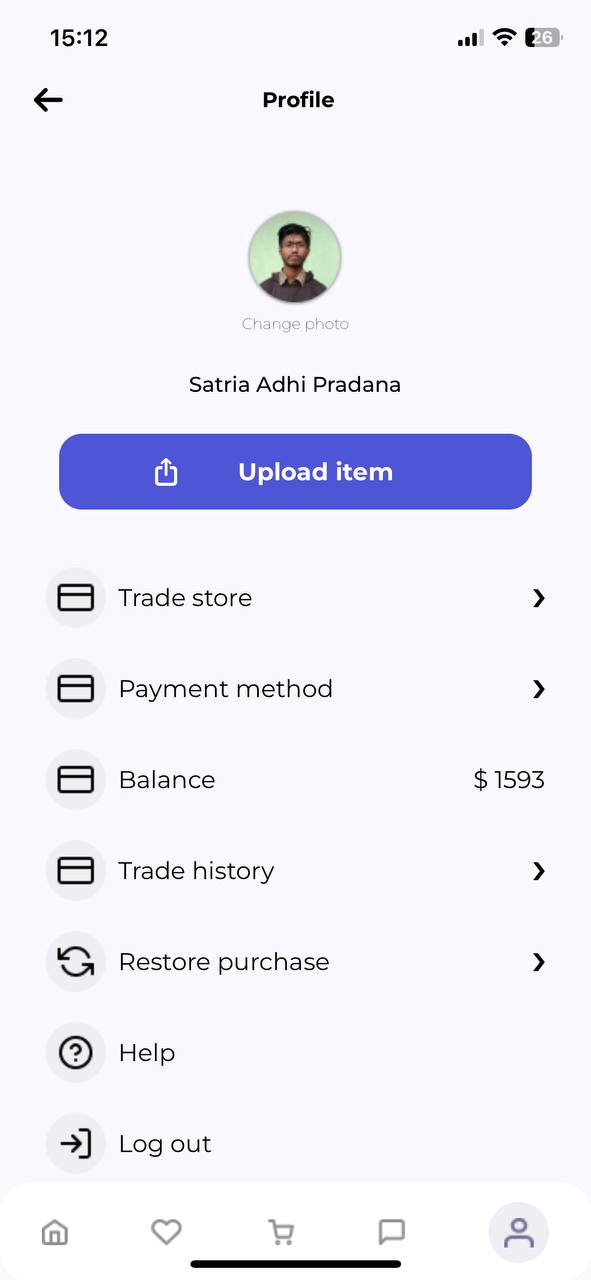 15:12
26
Profile
Change photo
Satria Adhi Pradana
Upload item
Trade store
Payment method
Balance
$ 1593
Trade history
Restore purchase
Help
Log out